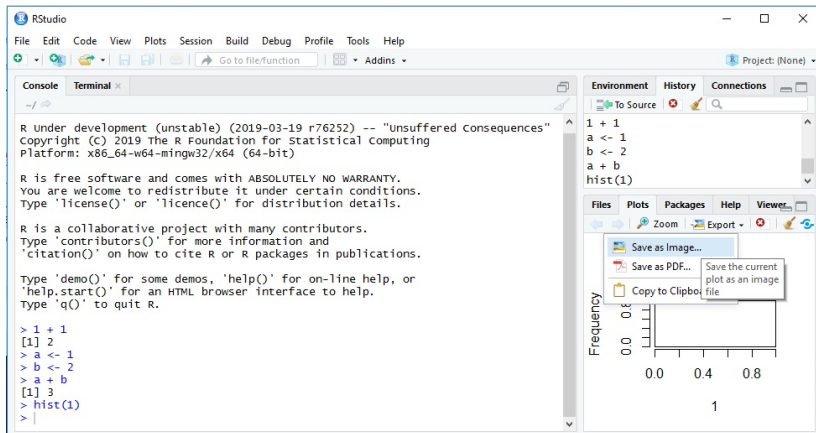 RStudio
File Edit Code View Plots Session Build Debug Profile Tools Help
Go to file/function Addins Project: (None)
Console Terminal
~/
R Under development (unstable) (2019-03-19 r76252) -- "Unsuffered Consequences"
Copyright (C) 2019 The R Foundation for Statistical Computing
Platform: x86_64-w64-mingw32/x64 (64-bit)
R is free software and comes with ABSOLUTELY NO WARRANTY.
You are welcome to redistribute it under certain conditions.
Type 'license()' or 'licence()' for distribution details.
R is a collaborative project with many contributors.
Type 'contributors()' for more information and
'citation()' on how to cite R or R packages in publications.
Type 'demo()' for some demos, 'help()' for on-line help, or
'help.start()' for an HTML browser interface to help.
Type 'q()' to quit R.
> 1 + 1
[1] 2
> a <- 1
> b <- 2
> a + b
[1] 3
> hist(1)
>
Environment History Connections
To Source
1 + 1
a <- 1
b <- 2
a + b
hist(1)
Files Plots Packages Help Viewer
Zoom Export
Save as Image...
Save as PDF...
Copy to Clipbo
Save the current
plot as an image
file
Frequency
0.0 0.8
0.0 0.4 0.8
1